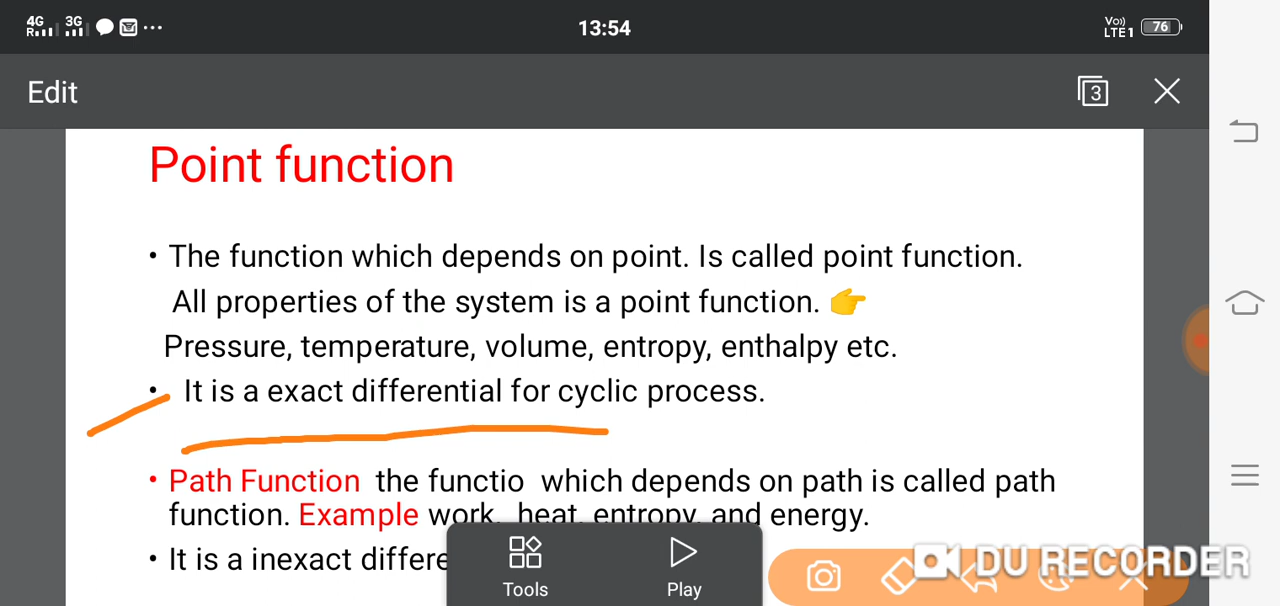 4G 3G 13:54 Vo)) LTE1 76
R
Edit 3
Point function
• The function which depends on point. Is called point function.
All properties of the system is a point function. 👉
Pressure, temperature, volume, entropy, enthalpy etc.
• It is a exact differential for cyclic process.
• Path Function the functio which depends on path is called path
function. Example work, heat, entropy, and energy.
• It is a inexact differe
Tools Play
DU RECORDER